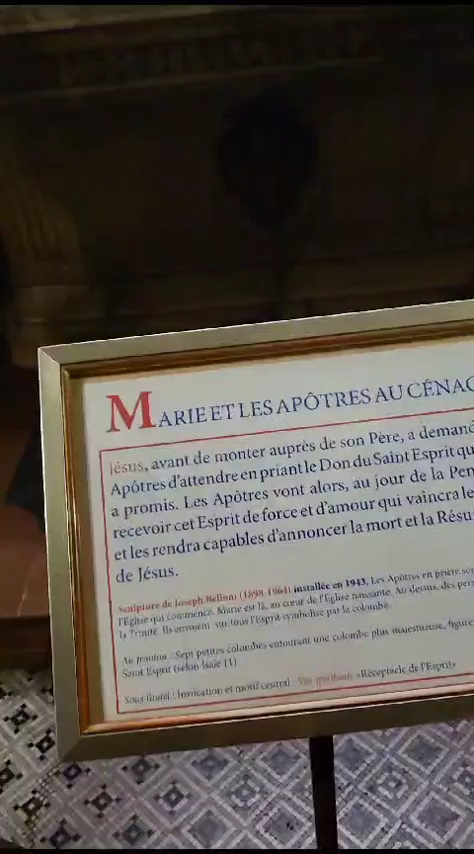 MARIE ET LES APÔTRES AU CÉNAC
Jésus, avant de monter auprès de son Père, a demand
Apôtres d'attendre en priant le Don du Saint Esprit qu
a promis. Les Apôtres vont alors, au jour de la Pen
recevoir cet Esprit de force et d'amour qui vaincra le
et les rendra capables d'annoncer la mort et la Résur
de Jésus.
Sculpture de Joseph Belloni (1898-1964) installée en 1943. Les Apôtres en prière so
l'Église qui commence. Marie est là, au cœur de l'Église naissante. Au dessus, des per
la Trinité. Ils envoient sur tous l'Esprit symbolisé par la colombe.
Au fronton : Sept petites colombes entourant une colombe plus majestueuse, figure
Saint Esprit (selon Isaïe 11)
Sous l'autel : Invocation et motif central : Vas spirituale «Réceptacle de l'Esprit»